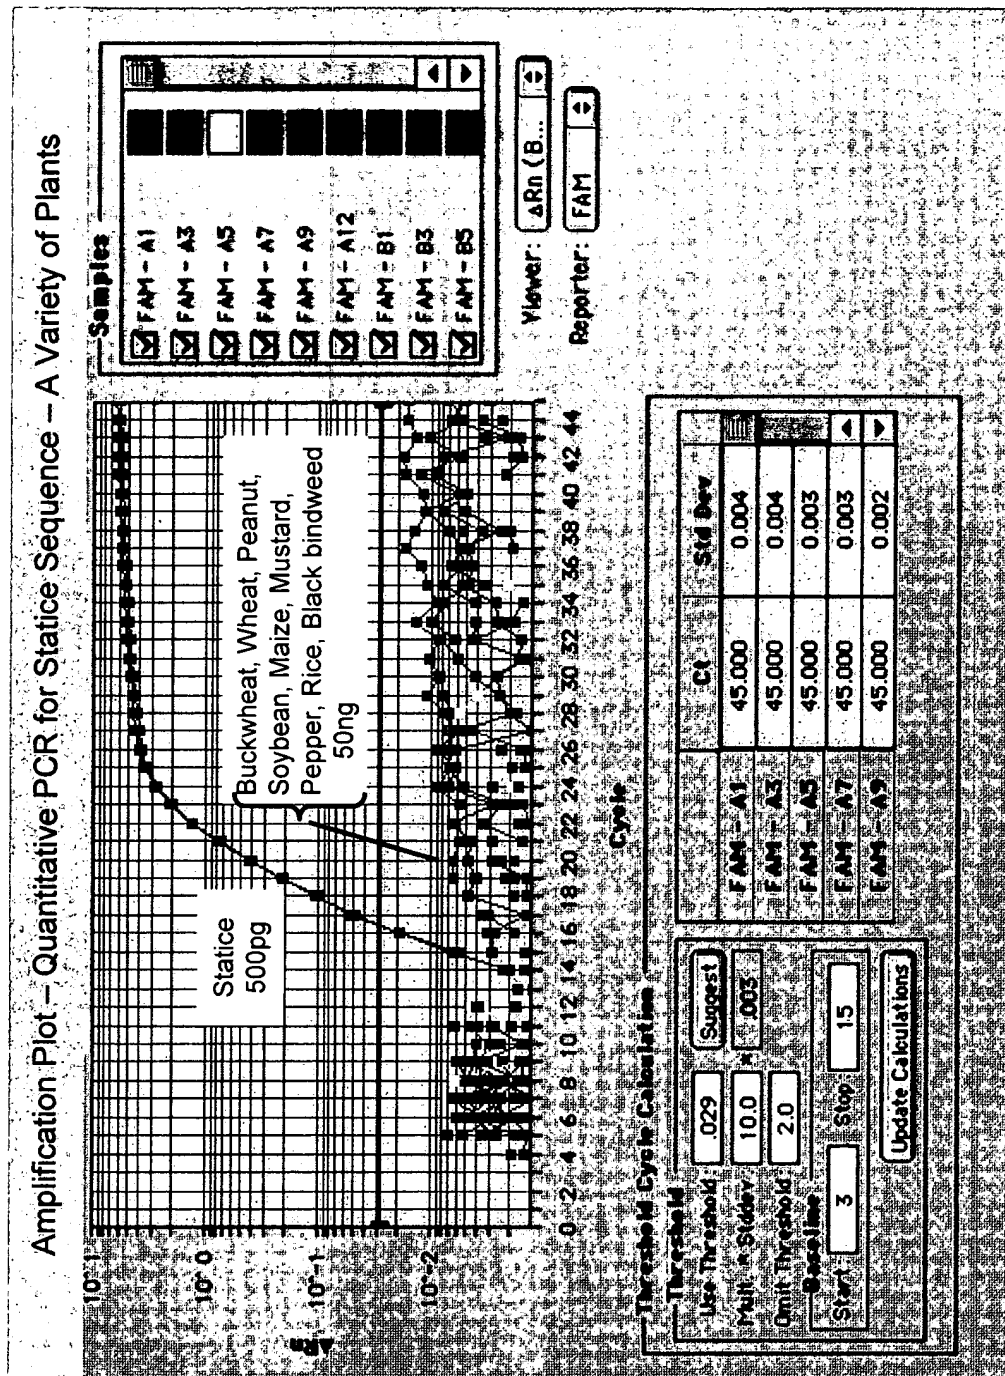 Amplification Plot – Quantitative PCR for Statice Sequence – A Variety of Plants
10^1
10^0
10^-1
10^-2
ΔRn
Statice
500pg
Buckwheat, Wheat, Peanut,
Soybean, Maize, Mustard,
Pepper, Rice, Black bindweed
50ng
0 2 4 6 8 10 12 14 16 18 20 22 24 26 28 30 32 34 36 38 40 42 44
Cycle
Samples
FAM - A1
FAM - A3
FAM - A5
FAM - A7
FAM - A9
FAM - A12
FAM - B1
FAM - B3
FAM - B5
Viewer: ΔRn (B...
Reporter: FAM
Threshold Cycle Calculation
Threshold
Use Threshold: .029 Suggest
Mult. * Stddev: 10.0 * .003
Omit Threshold: 2.0
Baseline
Start: 3 Stop: 15
Update Calculations
Ct Std Dev
FAM - A1 45.000 0.004
FAM - A3 45.000 0.004
FAM - A5 45.000 0.003
FAM - A7 45.000 0.003
FAM - A9 45.000 0.002